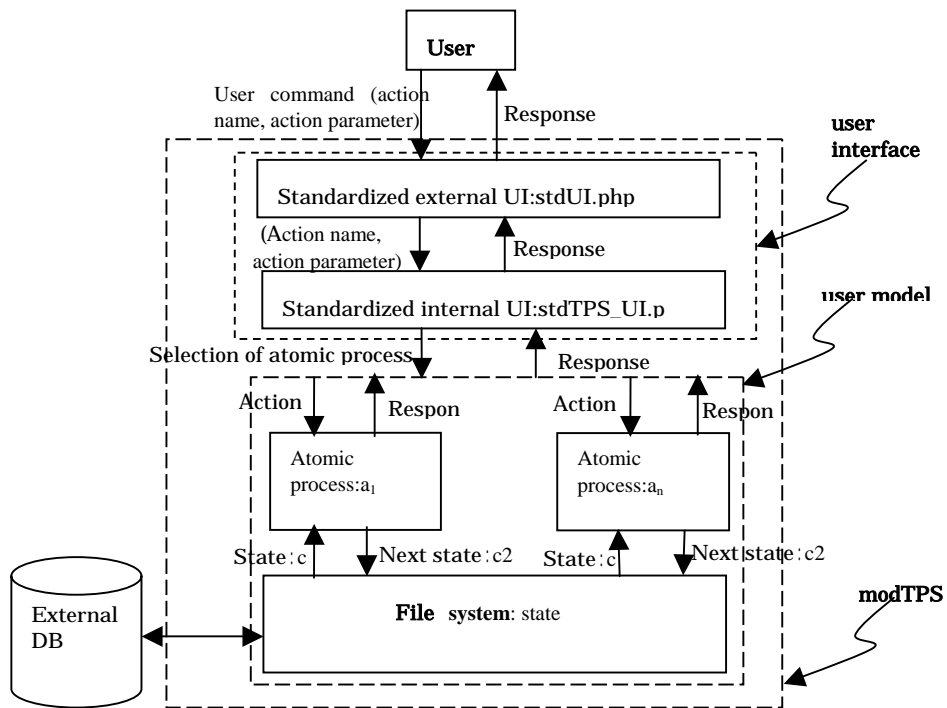 User
User command (action
name, action parameter)
Response
user
interface
Standardized external UI:stdUI.php
(Action name,
action parameter)
Response
Standardized internal UI:stdTPS_UI.p
user model
Selection of atomic process
Response
Action
Respon
Action
Respon
Atomic
process:a₁
Atomic
process:aₙ
State:c
Next state:c2
State:c
Next state:c2
External
DB
File system: state
modTPS